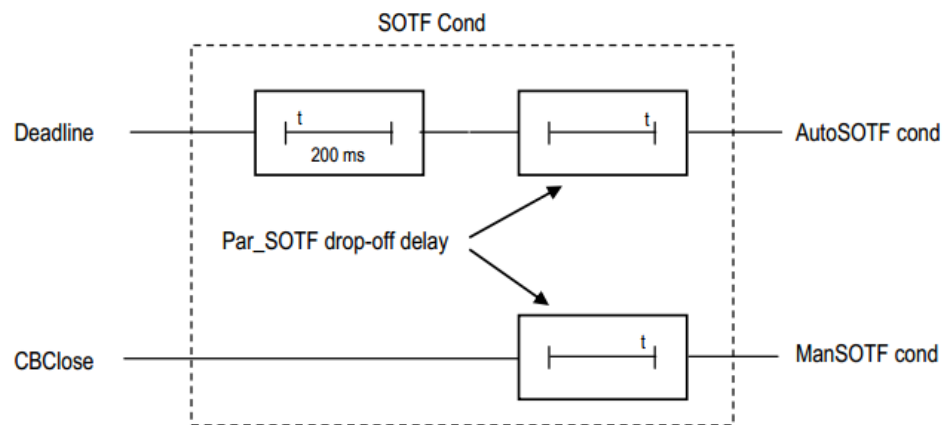 SOTF Cond
Deadline
t
200 ms
t
AutoSOTF cond
Par_SOTF drop-off delay
CBClose
t
ManSOTF cond